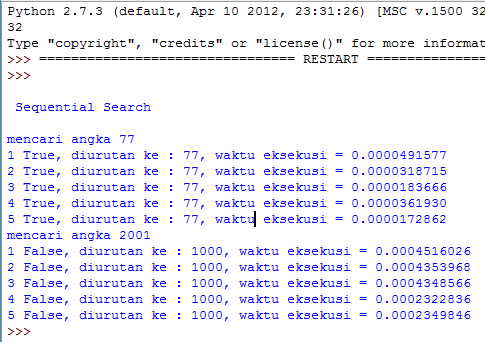 Python 2.7.3 (default, Apr 10 2012, 23:31:26) [MSC v.1500 32
32
Type "copyright", "credits" or "license()" for more informat
>>> ================================ RESTART ===============
>>>
Sequential Search
mencari angka 77
1 True, diurutan ke : 77, waktu eksekusi = 0.0000491577
2 True, diurutan ke : 77, waktu eksekusi = 0.0000318715
3 True, diurutan ke : 77, waktu eksekusi = 0.0000183666
4 True, diurutan ke : 77, waktu eksekusi = 0.0000361930
5 True, diurutan ke : 77, waktu eksekusi = 0.0000172862
mencari angka 2001
1 False, diurutan ke : 1000, waktu eksekusi = 0.0004516026
2 False, diurutan ke : 1000, waktu eksekusi = 0.0004353968
3 False, diurutan ke : 1000, waktu eksekusi = 0.0004348566
4 False, diurutan ke : 1000, waktu eksekusi = 0.0002322836
5 False, diurutan ke : 1000, waktu eksekusi = 0.0002349846
>>>